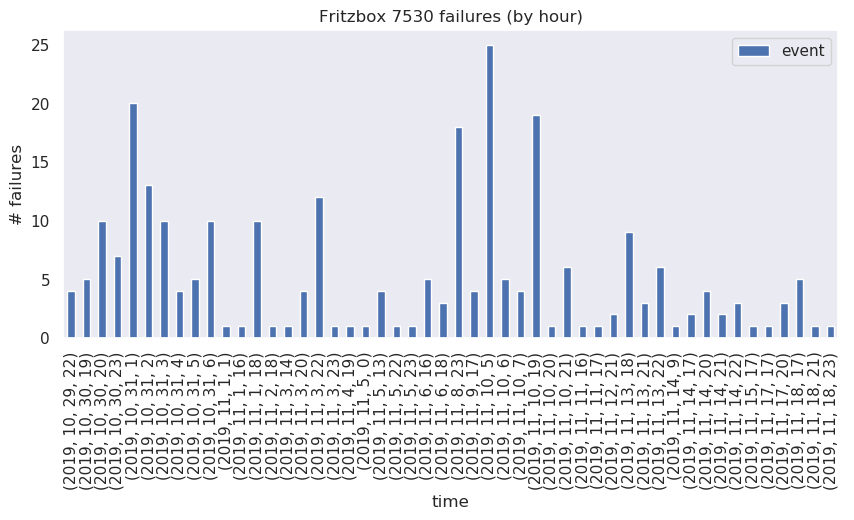 Fritzbox 7530 failures (by hour)
event
# failures
25
20
15
10
5
0
(2019, 10, 29, 22)
(2019, 10, 30, 19)
(2019, 10, 30, 20)
(2019, 10, 30, 23)
(2019, 10, 31, 1)
(2019, 10, 31, 2)
(2019, 10, 31, 3)
(2019, 10, 31, 4)
(2019, 10, 31, 5)
(2019, 10, 31, 6)
(2019, 11, 1, 1)
(2019, 11, 1, 16)
(2019, 11, 1, 18)
(2019, 11, 2, 18)
(2019, 11, 3, 14)
(2019, 11, 3, 20)
(2019, 11, 3, 22)
(2019, 11, 3, 23)
(2019, 11, 4, 19)
(2019, 11, 5, 0)
(2019, 11, 5, 13)
(2019, 11, 5, 22)
(2019, 11, 5, 23)
(2019, 11, 6, 16)
(2019, 11, 6, 18)
(2019, 11, 8, 23)
(2019, 11, 9, 17)
(2019, 11, 10, 5)
(2019, 11, 10, 6)
(2019, 11, 10, 7)
(2019, 11, 10, 19)
(2019, 11, 10, 20)
(2019, 11, 10, 21)
(2019, 11, 11, 16)
(2019, 11, 11, 17)
(2019, 11, 12, 21)
(2019, 11, 13, 18)
(2019, 11, 13, 21)
(2019, 11, 13, 22)
(2019, 11, 14, 9)
(2019, 11, 14, 17)
(2019, 11, 14, 20)
(2019, 11, 14, 21)
(2019, 11, 14, 22)
(2019, 11, 15, 17)
(2019, 11, 17, 17)
(2019, 11, 17, 20)
(2019, 11, 18, 17)
(2019, 11, 18, 21)
(2019, 11, 18, 23)
time